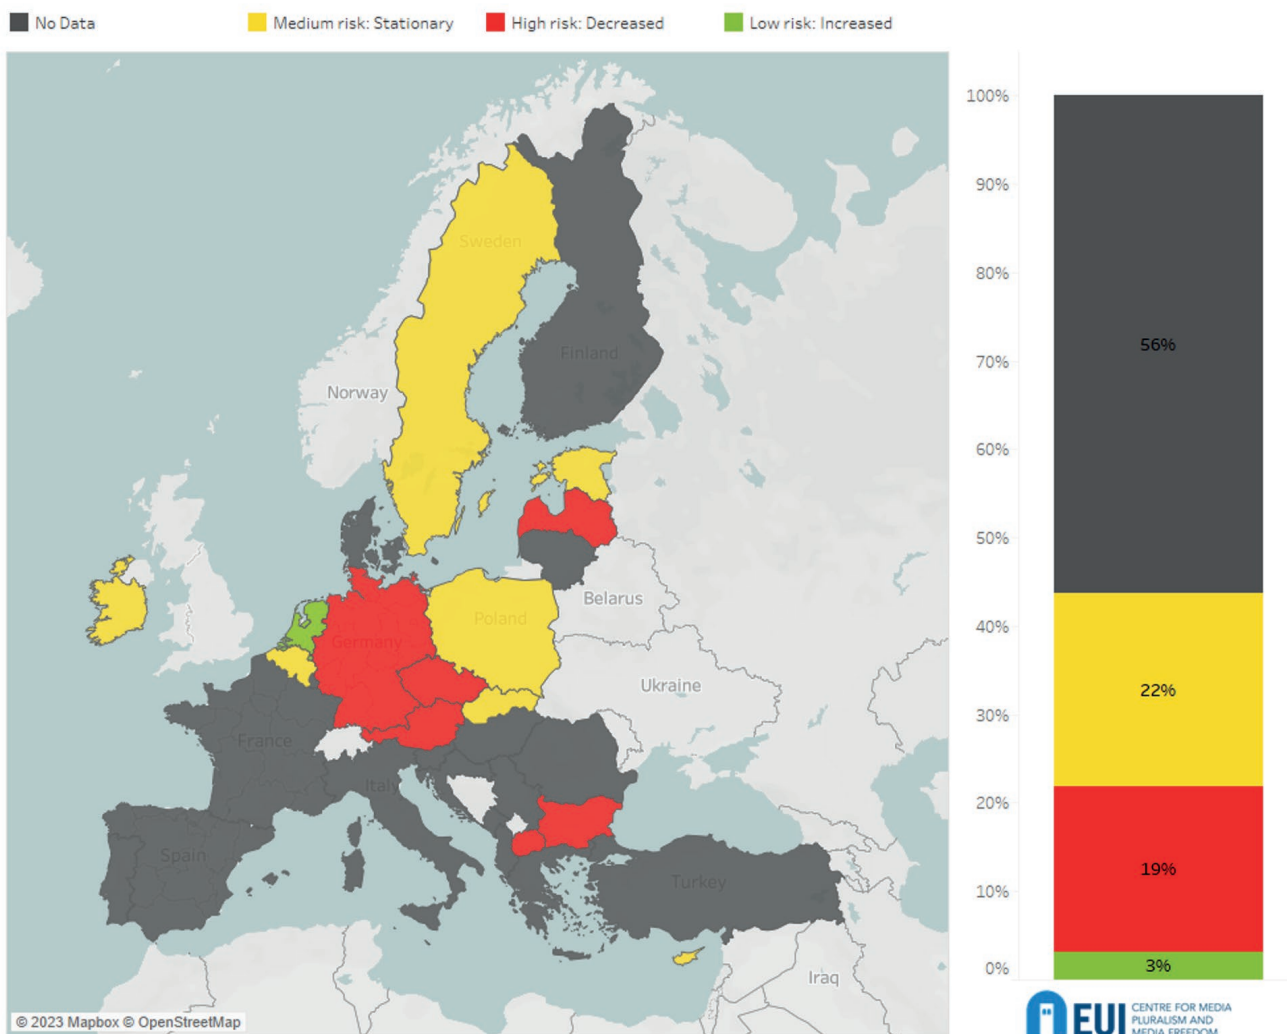 No Data
Medium risk: Stationary
High risk: Decreased
Low risk: Increased
100%
90%
80%
70%
60%
50%
40%
30%
20%
10%
0%
56%
22%
19%
3%
Sweden
Finland
Norway
Belarus
Poland
Germany
Ukraine
France
Italy
Spain
Turkey
Iraq
© 2023 Mapbox © OpenStreetMap
EUI
CENTRE FOR MEDIA
PLURALISM AND
MEDIA FREEDOM